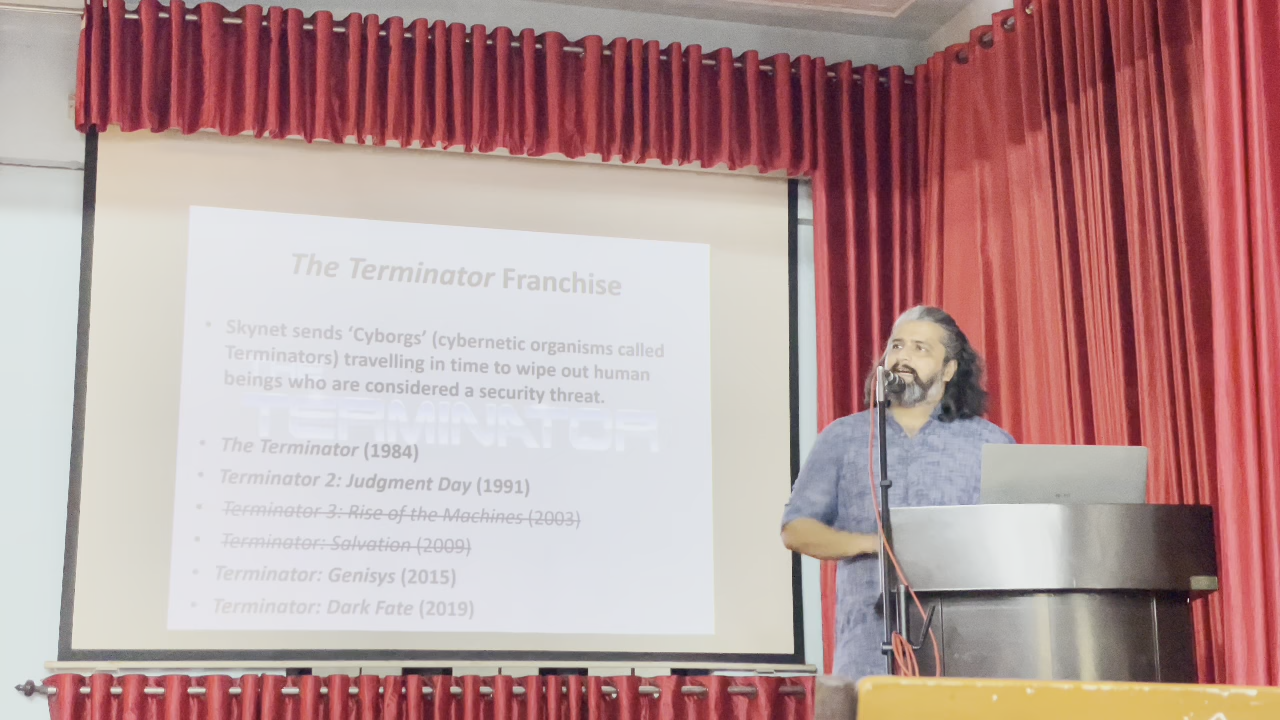 The Terminator Franchise
• Skynet sends ‘Cyborgs’ (cybernetic organisms called
Terminators) travelling in time to wipe out human
beings who are considered a security threat.
TERMINATOR
• The Terminator (1984)
• Terminator 2: Judgment Day (1991)
• Terminator 3: Rise of the Machines (2003)
• Terminator: Salvation (2009)
• Terminator: Genisys (2015)
• Terminator: Dark Fate (2019)